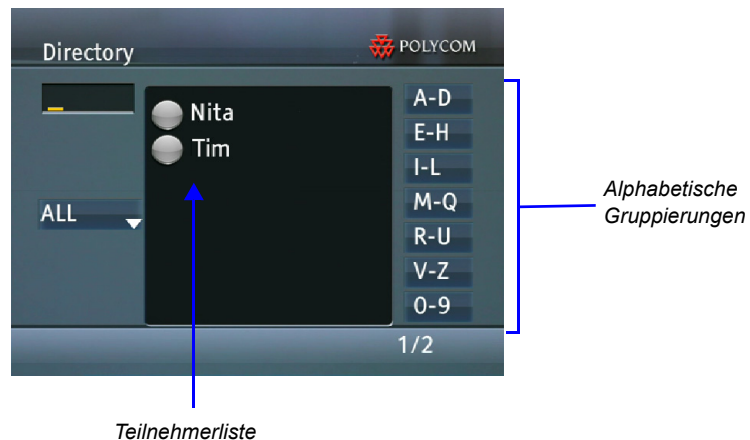 Directory
POLYCOM
Nita
Tim
ALL
A-D
E-H
I-L
M-Q
R-U
V-Z
0-9
1/2
Alphabetische
Gruppierungen
Teilnehmerliste